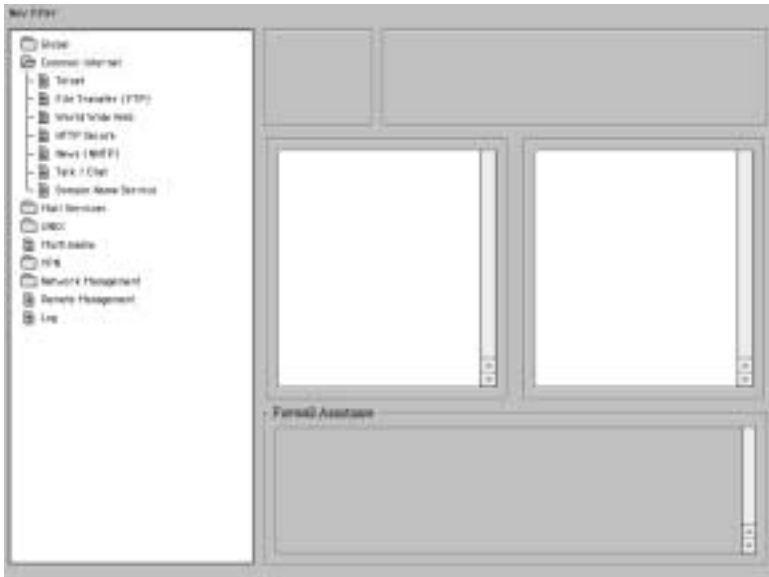 New Filter
Global
Common Internet
Telnet
File Transfer (FTP)
World Wide Web
HTTP Secure
News (NNTP)
Talk / Chat
Domain Name Service
Mail Services
UNIX
Multimedia
VPN
Network Management
Remote Management
Log
Firewall Assistance